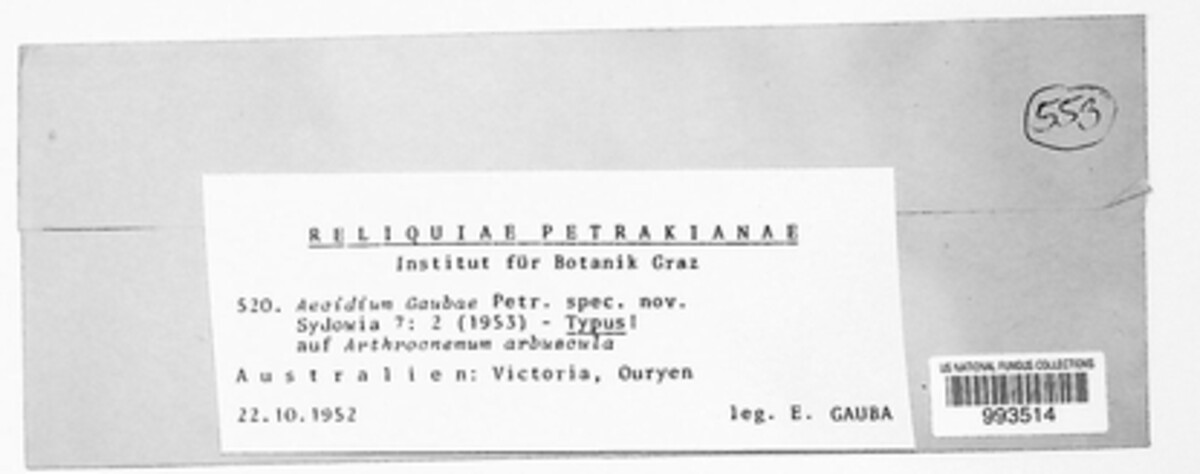 553
RELIQUIAE PETRAKIANAE
Institut für Botanik Graz
520. Aecidium Gaubae Petr. spec. nov.
Sydowia 7: 2 (1953) - Typus!
auf Arthrocnemum arbuscula
Australien: Victoria, Ouryen
22.10.1952 leg. E. GAUBA
US NATIONAL FUNGUS COLLECTIONS
993514